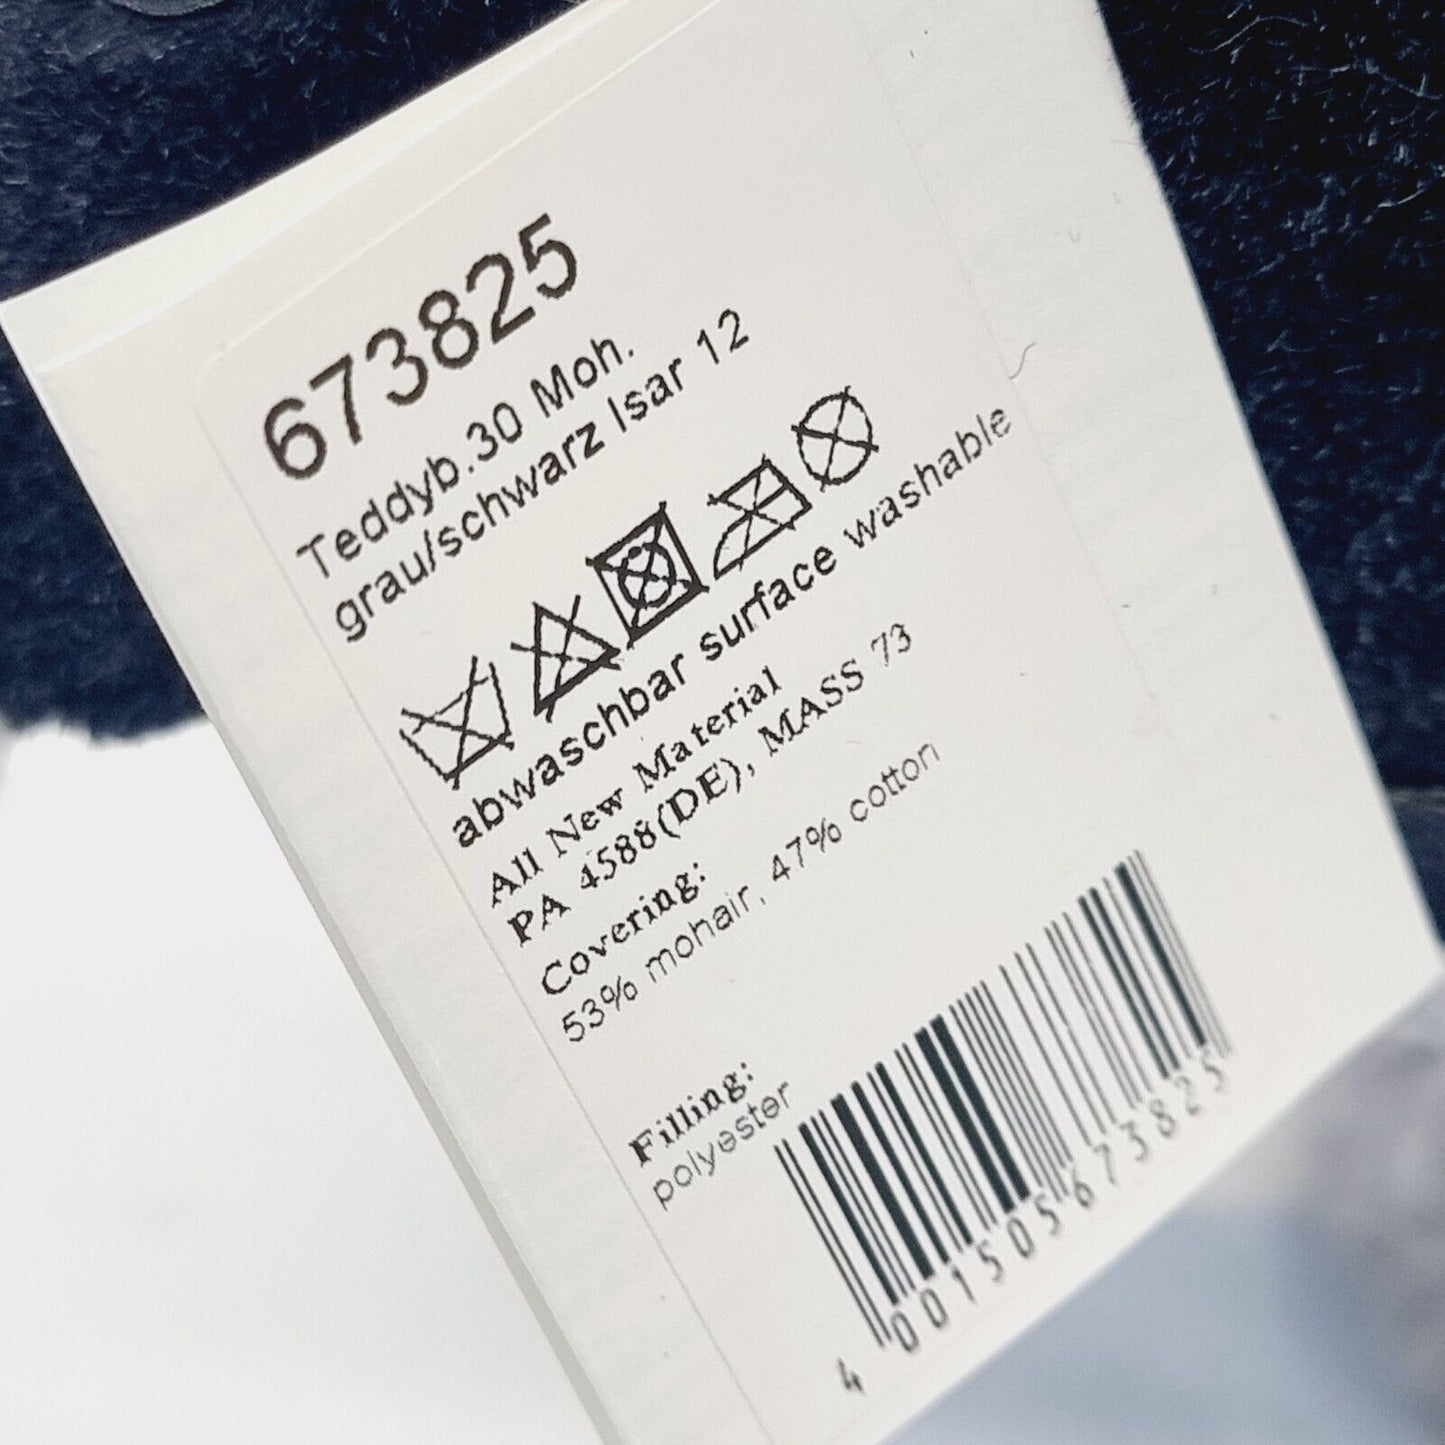 673825
Teddyb.30 Moh.
grau/schwarz Isar 12
abwaschbar surface washable
All New Material
PA 4588(DE), MASS 73
Covering:
53% mohair, 47% cotton
Filling:
polyester
4 001505 673825